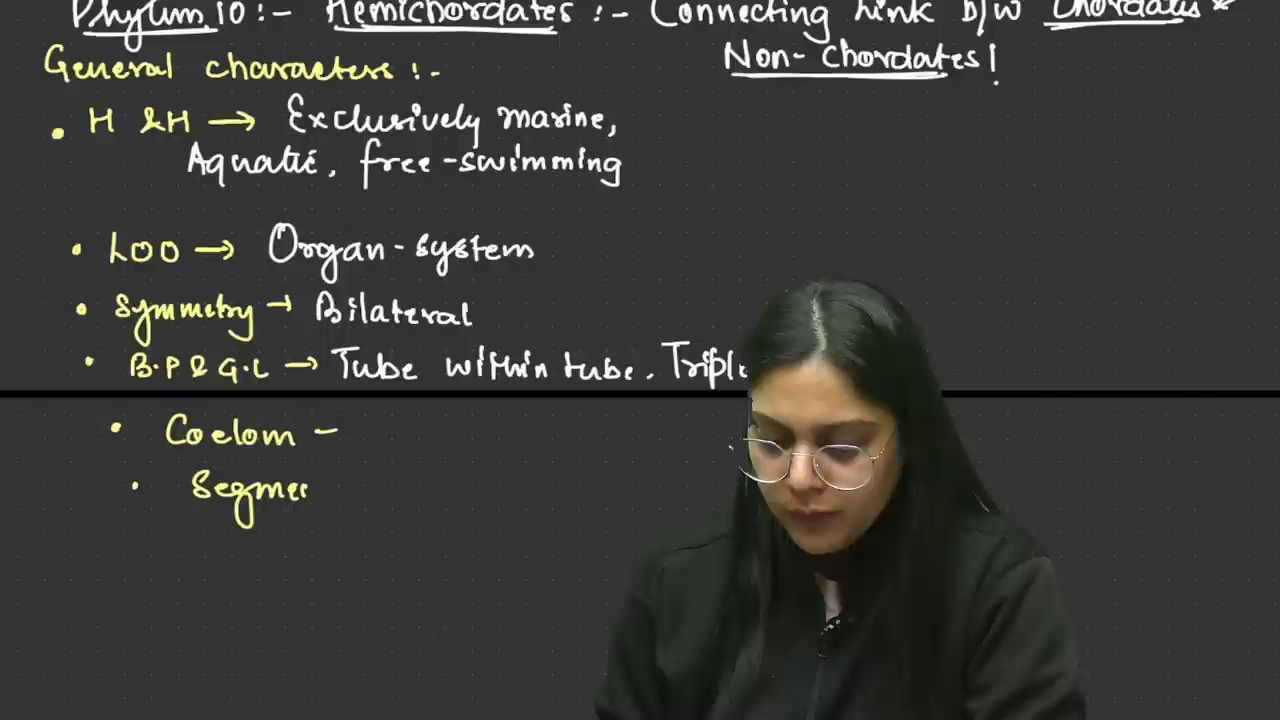 Phylum 10 :- Hemichordates :- Connecting Link b/w Chordates &
Non-Chordates!
General characters :-
• H & H → Exclusively marine,
Aquatic, free-swimming
• LOO → Organ-system
• Symmetry → Bilateral
• B.P & G.L → Tube within tube. Triplo
• Coelom -
• Segme